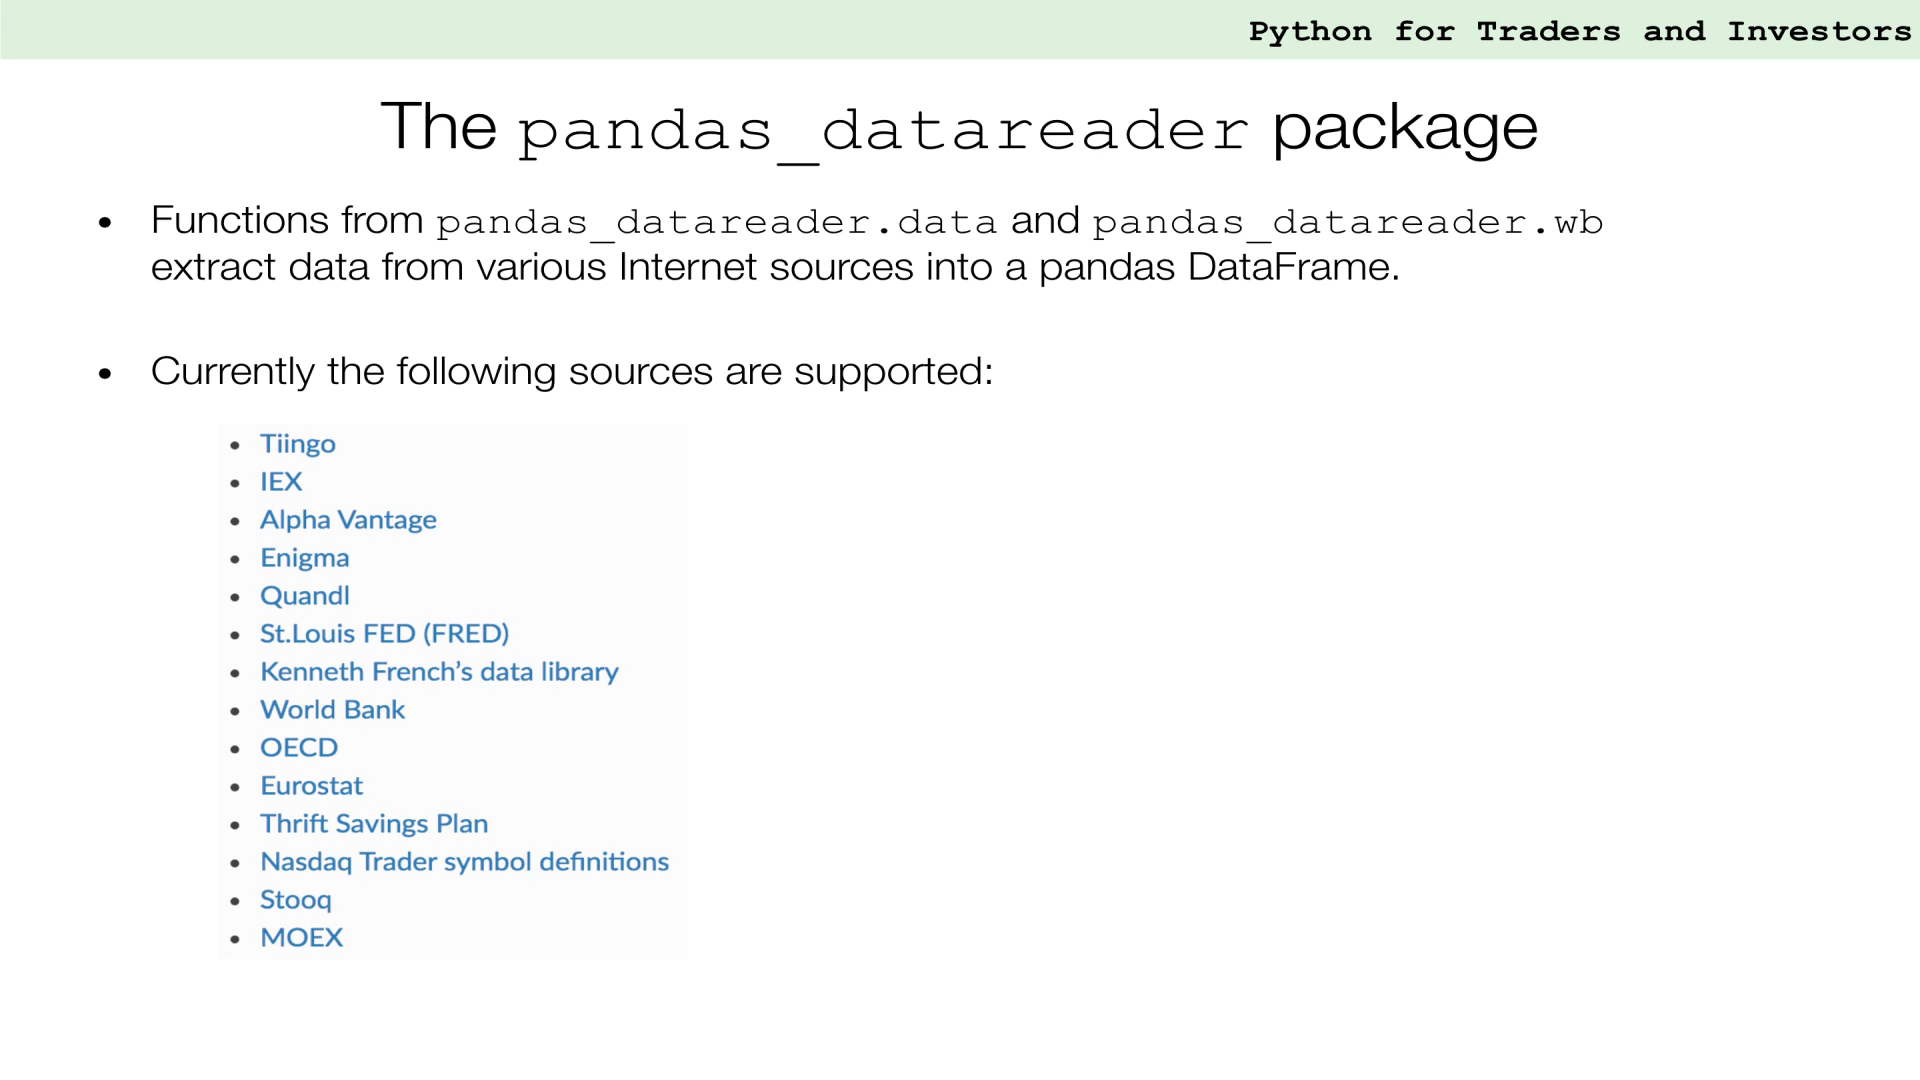 Python for Traders and Investors
The pandas_datareader package
• Functions from pandas_datareader.data and pandas_datareader.wb
extract data from various Internet sources into a pandas DataFrame.
• Currently the following sources are supported:
• Tiingo
• IEX
• Alpha Vantage
• Enigma
• Quandl
• St.Louis FED (FRED)
• Kenneth French’s data library
• World Bank
• OECD
• Eurostat
• Thrift Savings Plan
• Nasdaq Trader symbol definitions
• Stooq
• MOEX